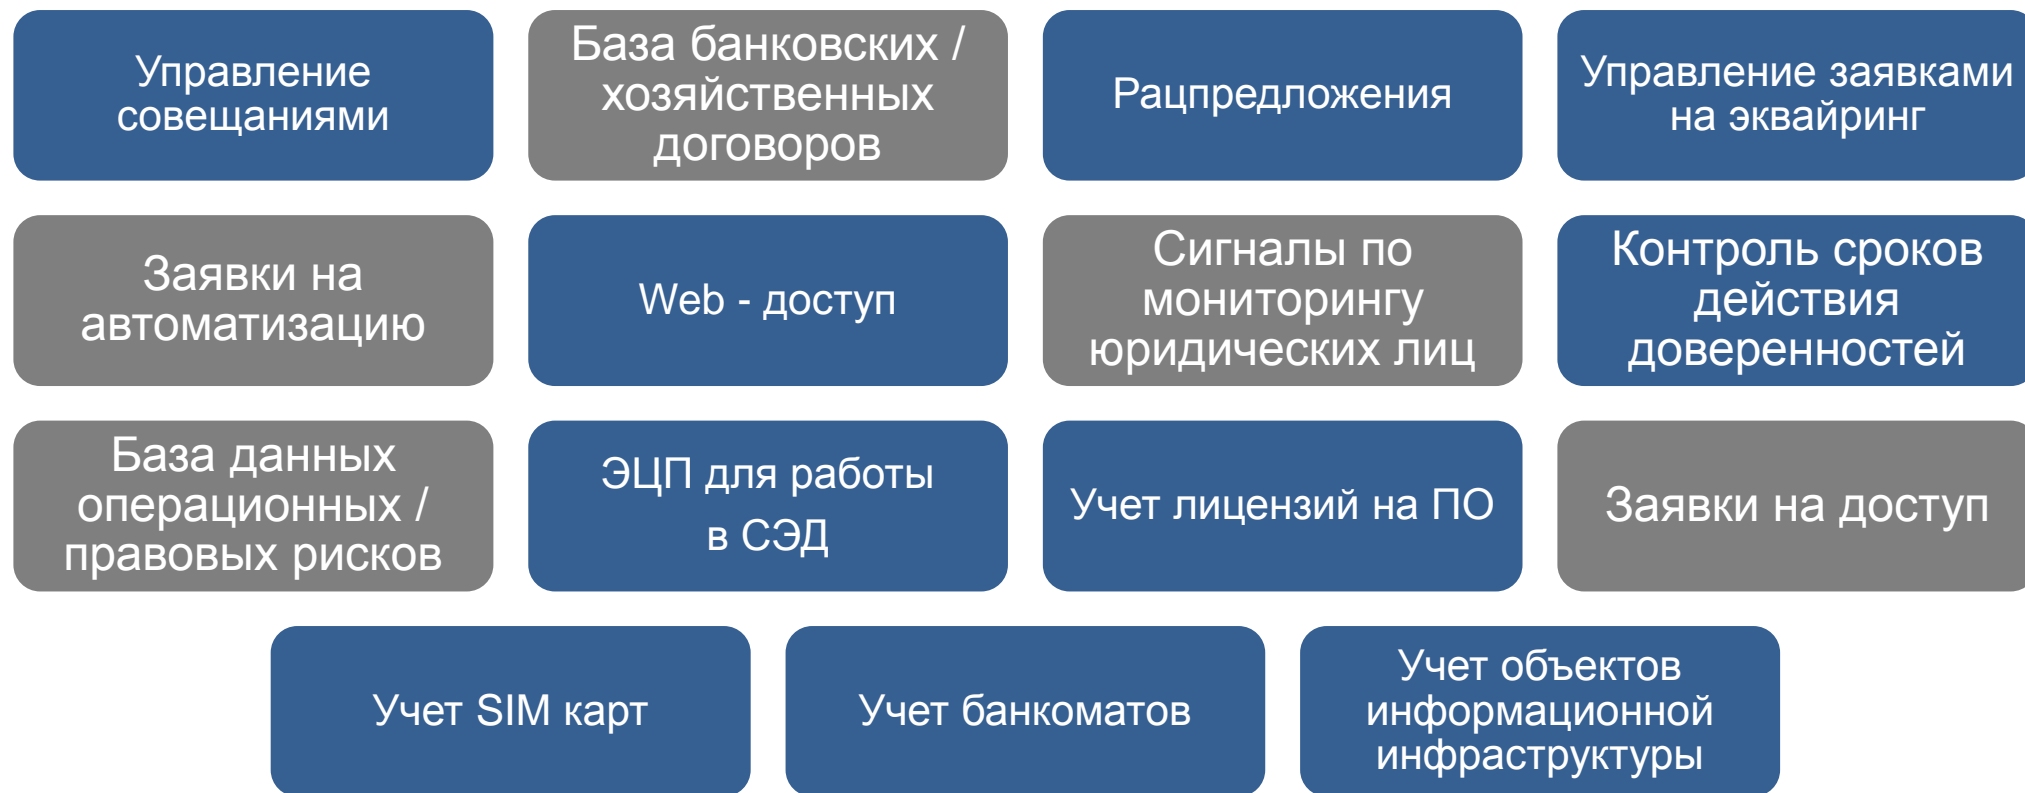 Управление
совещаниями
База банковских /
хозяйственных
договоров
Рацпредложения
Управление заявками
на эквайринг
Заявки на
автоматизацию
Web - доступ
Сигналы по
мониторингу
юридических лиц
Контроль сроков
действия
доверенностей
База данных
операционных /
правовых рисков
ЭЦП для работы
в СЭД
Учет лицензий на ПО
Заявки на доступ
Учет SIM карт
Учет банкоматов
Учет объектов
информационной
инфраструктуры